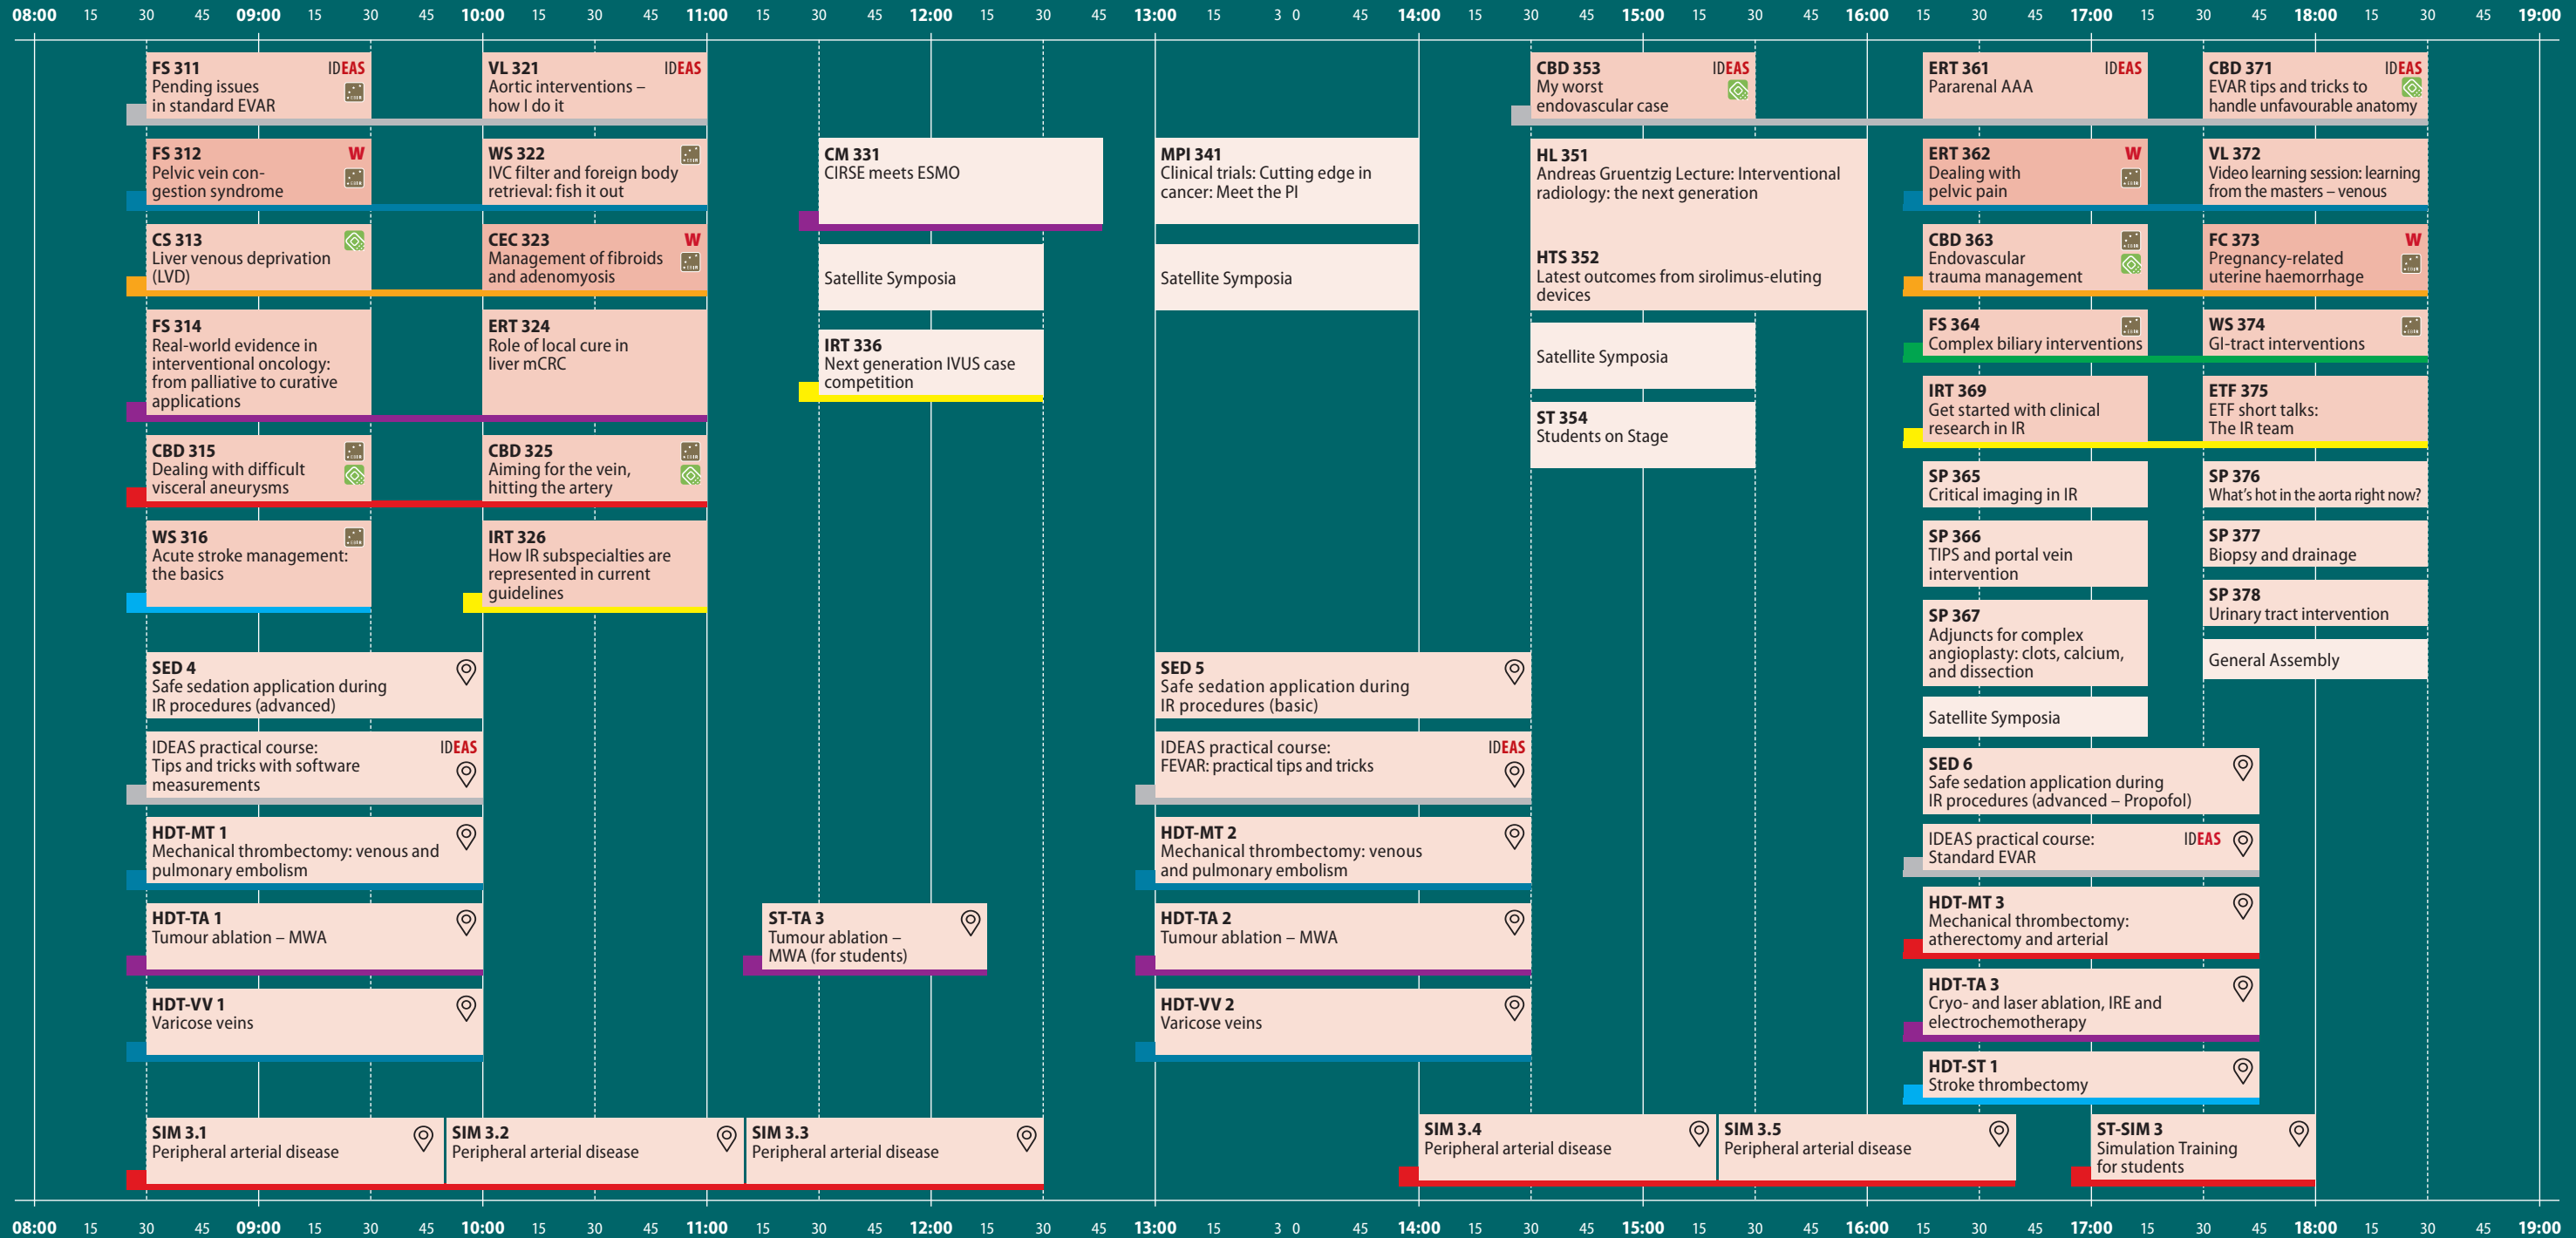 08:00 15 30 45 09:00 15 30 45 10:00 15 30 45 11:00 15 30 45 12:00 15 30 45 13:00 15 3 0 45 14:00 15 30 45 15:00 15 30 45 16:00 15 30 45 17:00 15 30 45 18:00 15 30 45 19:00
FS 311 IDEAS
Pending issues
in standard EVAR
VL 321 IDEAS
Aortic interventions –
how I do it
CBD 353 IDEAS
My worst
endovascular case
ERT 361 IDEAS
Pararenal AAA
CBD 371 IDEAS
EVAR tips and tricks to
handle unfavourable anatomy
FS 312 W
Pelvic vein con-
gestion syndrome
WS 322
IVC filter and foreign body
retrieval: fish it out
CM 331
CIRSE meets ESMO
MPI 341
Clinical trials: Cutting edge in
cancer: Meet the PI
HL 351
Andreas Gruentzig Lecture: Interventional
radiology: the next generation
ERT 362 W
Dealing with
pelvic pain
VL 372
Video learning session: learning
from the masters – venous
CS 313
Liver venous deprivation
(LVD)
CEC 323 W
Management of fibroids
and adenomyosis
Satellite Symposia
Satellite Symposia
HTS 352
Latest outcomes from sirolimus-eluting
devices
CBD 363
Endovascular
trauma management
FC 373 W
Pregnancy-related
uterine haemorrhage
FS 314
Real-world evidence in
interventional oncology:
from palliative to curative
applications
ERT 324
Role of local cure in
liver mCRC
IRT 336
Next generation IVUS case
competition
Satellite Symposia
FS 364
Complex biliary interventions
WS 374
GI-tract interventions
ST 354
Students on Stage
IRT 369
Get started with clinical
research in IR
ETF 375
ETF short talks:
The IR team
CBD 315
Dealing with difficult
visceral aneurysms
CBD 325
Aiming for the vein,
hitting the artery
SP 365
Critical imaging in IR
SP 376
What's hot in the aorta right now?
WS 316
Acute stroke management:
the basics
IRT 326
How IR subspecialties are
represented in current
guidelines
SP 366
TIPS and portal vein
intervention
SP 377
Biopsy and drainage
SP 378
Urinary tract intervention
SP 367
Adjuncts for complex
angioplasty: clots, calcium,
and dissection
General Assembly
SED 4
Safe sedation application during
IR procedures (advanced)
SED 5
Safe sedation application during
IR procedures (basic)
Satellite Symposia
IDEAS practical course: IDEAS
Tips and tricks with software
measurements
IDEAS practical course: IDEAS
FEVAR: practical tips and tricks
SED 6
Safe sedation application during
IR procedures (advanced – Propofol)
HDT-MT 1
Mechanical thrombectomy: venous and
pulmonary embolism
HDT-MT 2
Mechanical thrombectomy: venous
and pulmonary embolism
IDEAS practical course: IDEAS
Standard EVAR
HDT-TA 1
Tumour ablation – MWA
ST-TA 3
Tumour ablation –
MWA (for students)
HDT-TA 2
Tumour ablation – MWA
HDT-MT 3
Mechanical thrombectomy:
atherectomy and arterial
HDT-VV 1
Varicose veins
HDT-VV 2
Varicose veins
HDT-TA 3
Cryo- and laser ablation, IRE and
electrochemotherapy
HDT-ST 1
Stroke thrombectomy
SIM 3.1
Peripheral arterial disease
SIM 3.2
Peripheral arterial disease
SIM 3.3
Peripheral arterial disease
SIM 3.4
Peripheral arterial disease
SIM 3.5
Peripheral arterial disease
ST-SIM 3
Simulation Training
for students
08:00 15 30 45 09:00 15 30 45 10:00 15 30 45 11:00 15 30 45 12:00 15 30 45 13:00 15 3 0 45 14:00 15 30 45 15:00 15 30 45 16:00 15 30 45 17:00 15 30 45 18:00 15 30 45 19:00